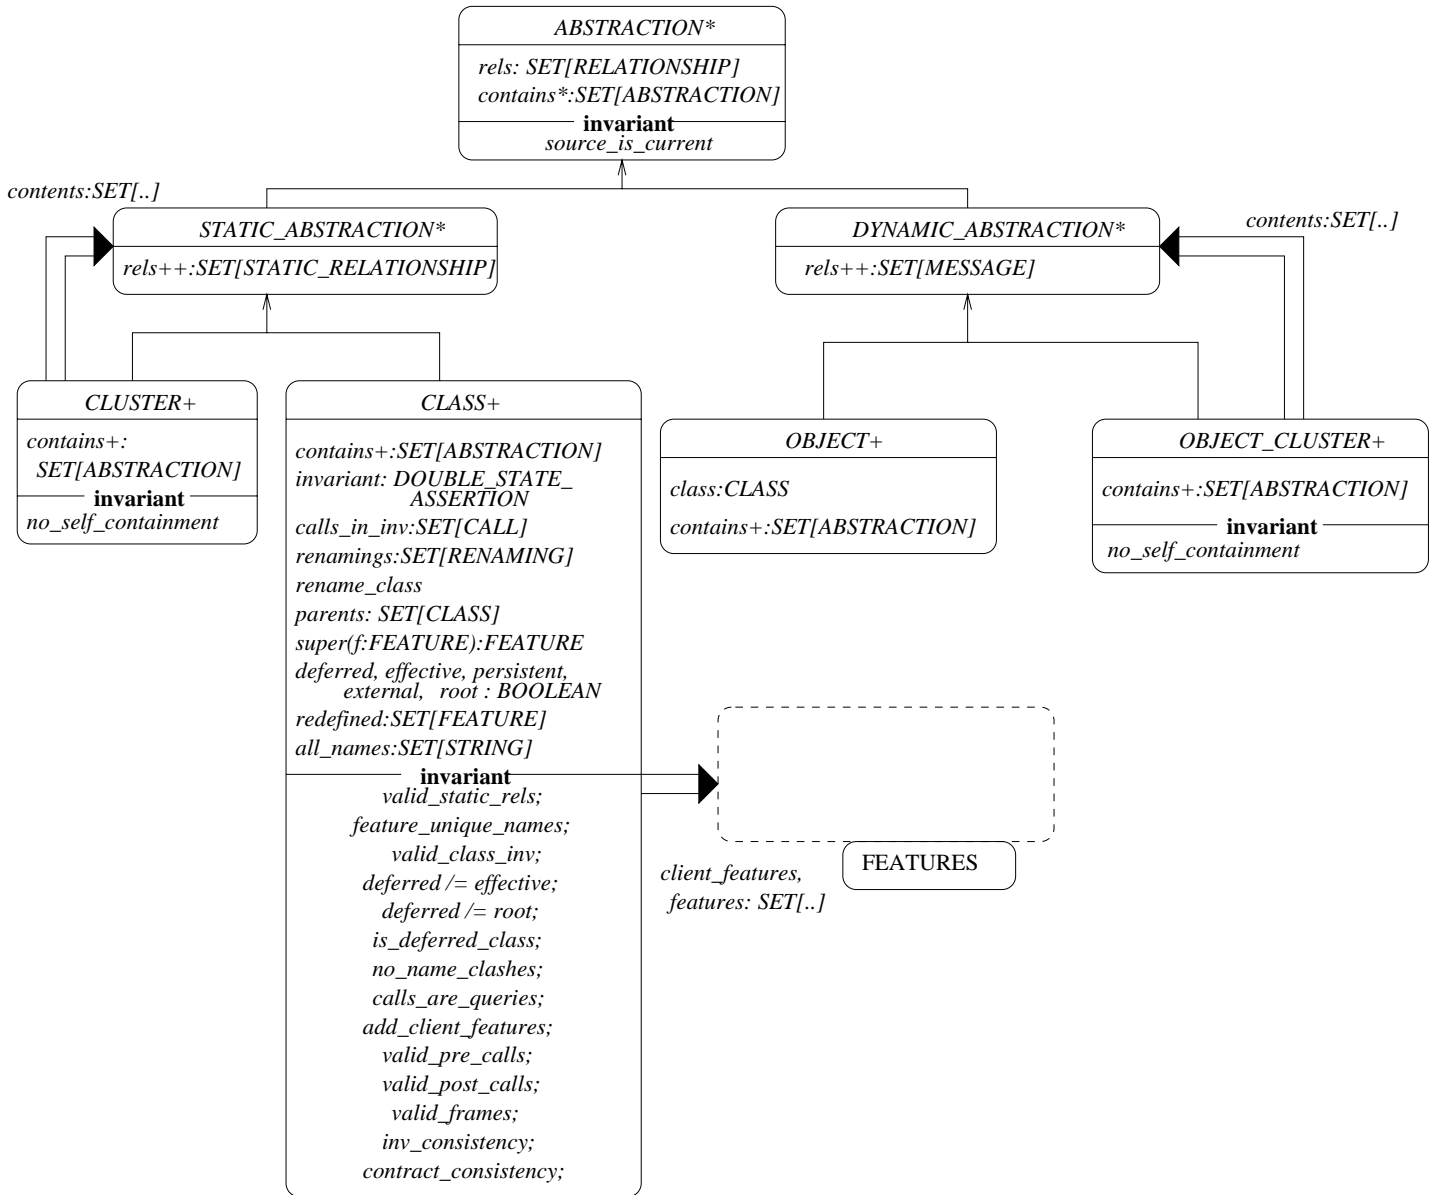 ABSTRACTION*
rels: SET[RELATIONSHIP]
contains*:SET[ABSTRACTION]
invariant
source_is_current
contents:SET[..]
STATIC_ABSTRACTION*
rels++:SET[STATIC_RELATIONSHIP]
DYNAMIC_ABSTRACTION*
rels++:SET[MESSAGE]
contents:SET[..]
CLUSTER+
contains+:
SET[ABSTRACTION]
invariant
no_self_containment
CLASS+
contains+:SET[ABSTRACTION]
invariant: DOUBLE_STATE_
ASSERTION
calls_in_inv:SET[CALL]
renamings:SET[RENAMING]
rename_class
parents: SET[CLASS]
super(f:FEATURE):FEATURE
deferred, effective, persistent,
external, root : BOOLEAN
redefined:SET[FEATURE]
all_names:SET[STRING]
invariant
valid_static_rels;
feature_unique_names;
valid_class_inv;
deferred /= effective;
deferred /= root;
is_deferred_class;
no_name_clashes;
calls_are_queries;
add_client_features;
valid_pre_calls;
valid_post_calls;
valid_frames;
inv_consistency;
contract_consistency;
OBJECT+
class:CLASS
contains+:SET[ABSTRACTION]
OBJECT_CLUSTER+
contains+:SET[ABSTRACTION]
invariant
no_self_containment
FEATURES
client_features,
features: SET[..]